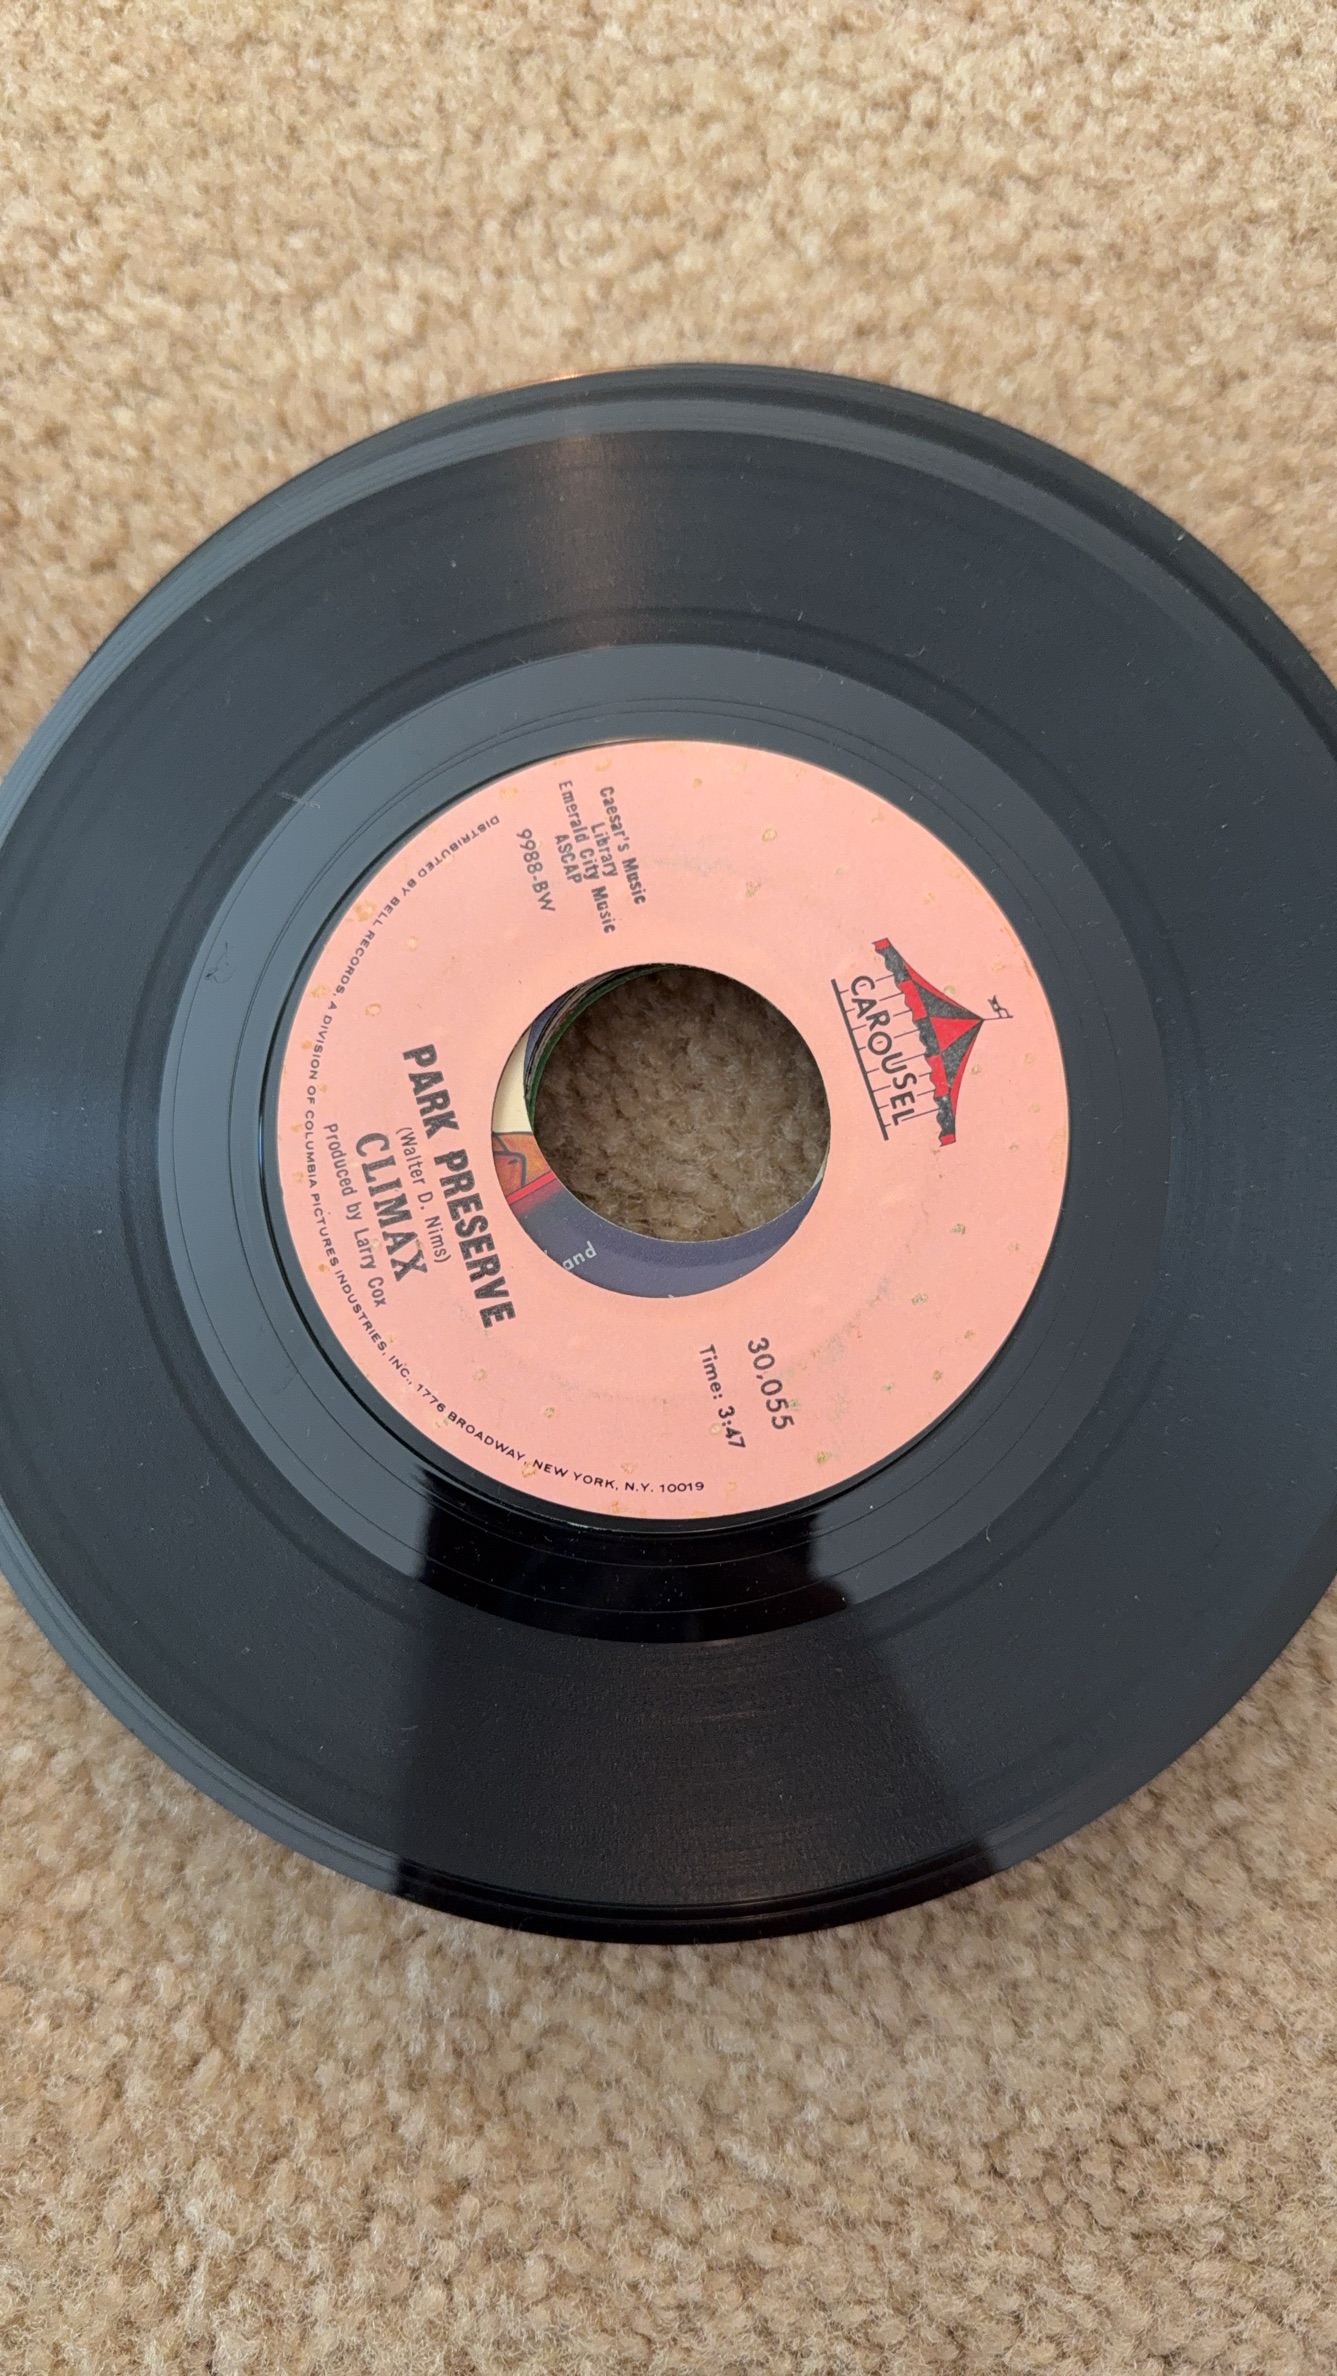 CAROUSEL
Caesar's Music
Library
Emerald City Music
ASCAP
9988-BW
30,055
Time: 3:47
PARK PRESERVE
(Walter D. Nims)
CLIMAX
Produced by Larry Cox
DISTRIBUTED BY BELL RECORDS, A DIVISION OF COLUMBIA PICTURES INDUSTRIES, INC., 1776 BROADWAY, NEW YORK, N.Y. 10019
and